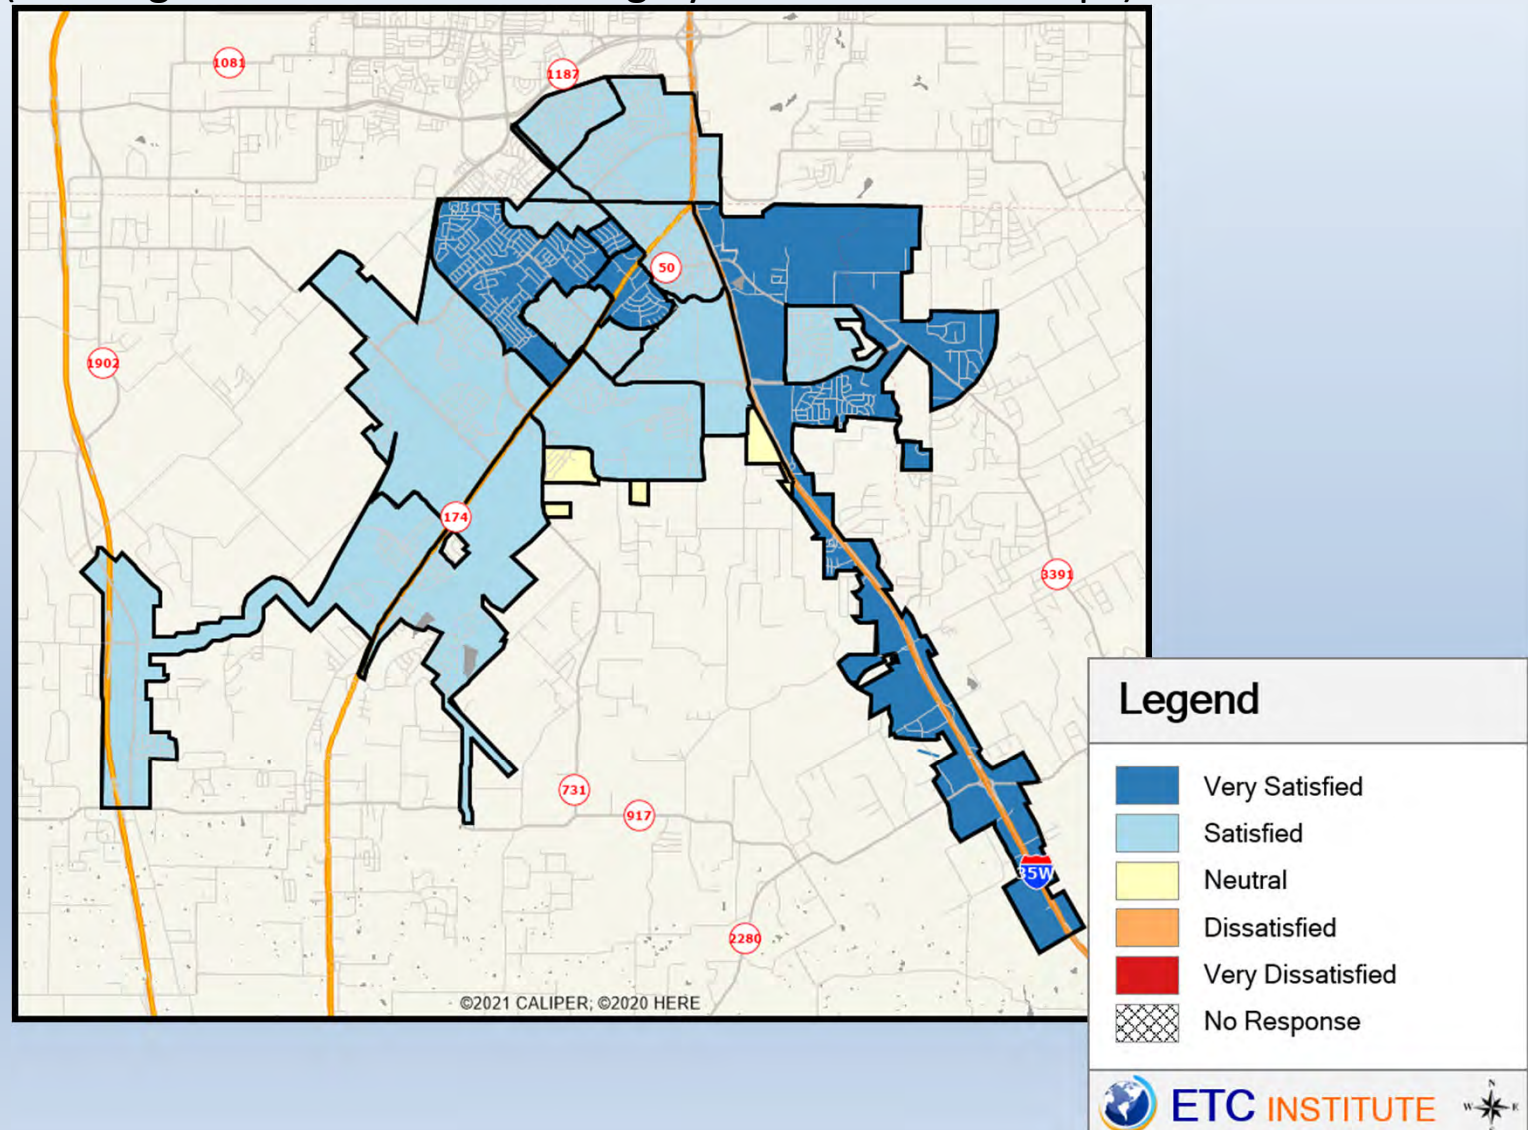 1081
1187
50
1902
174
3391
731
917
35W
2280
©2021 CALIPER; ©2020 HERE
Legend
Very Satisfied
Satisfied
Neutral
Dissatisfied
Very Dissatisfied
No Response
ETC INSTITUTE
N
W E